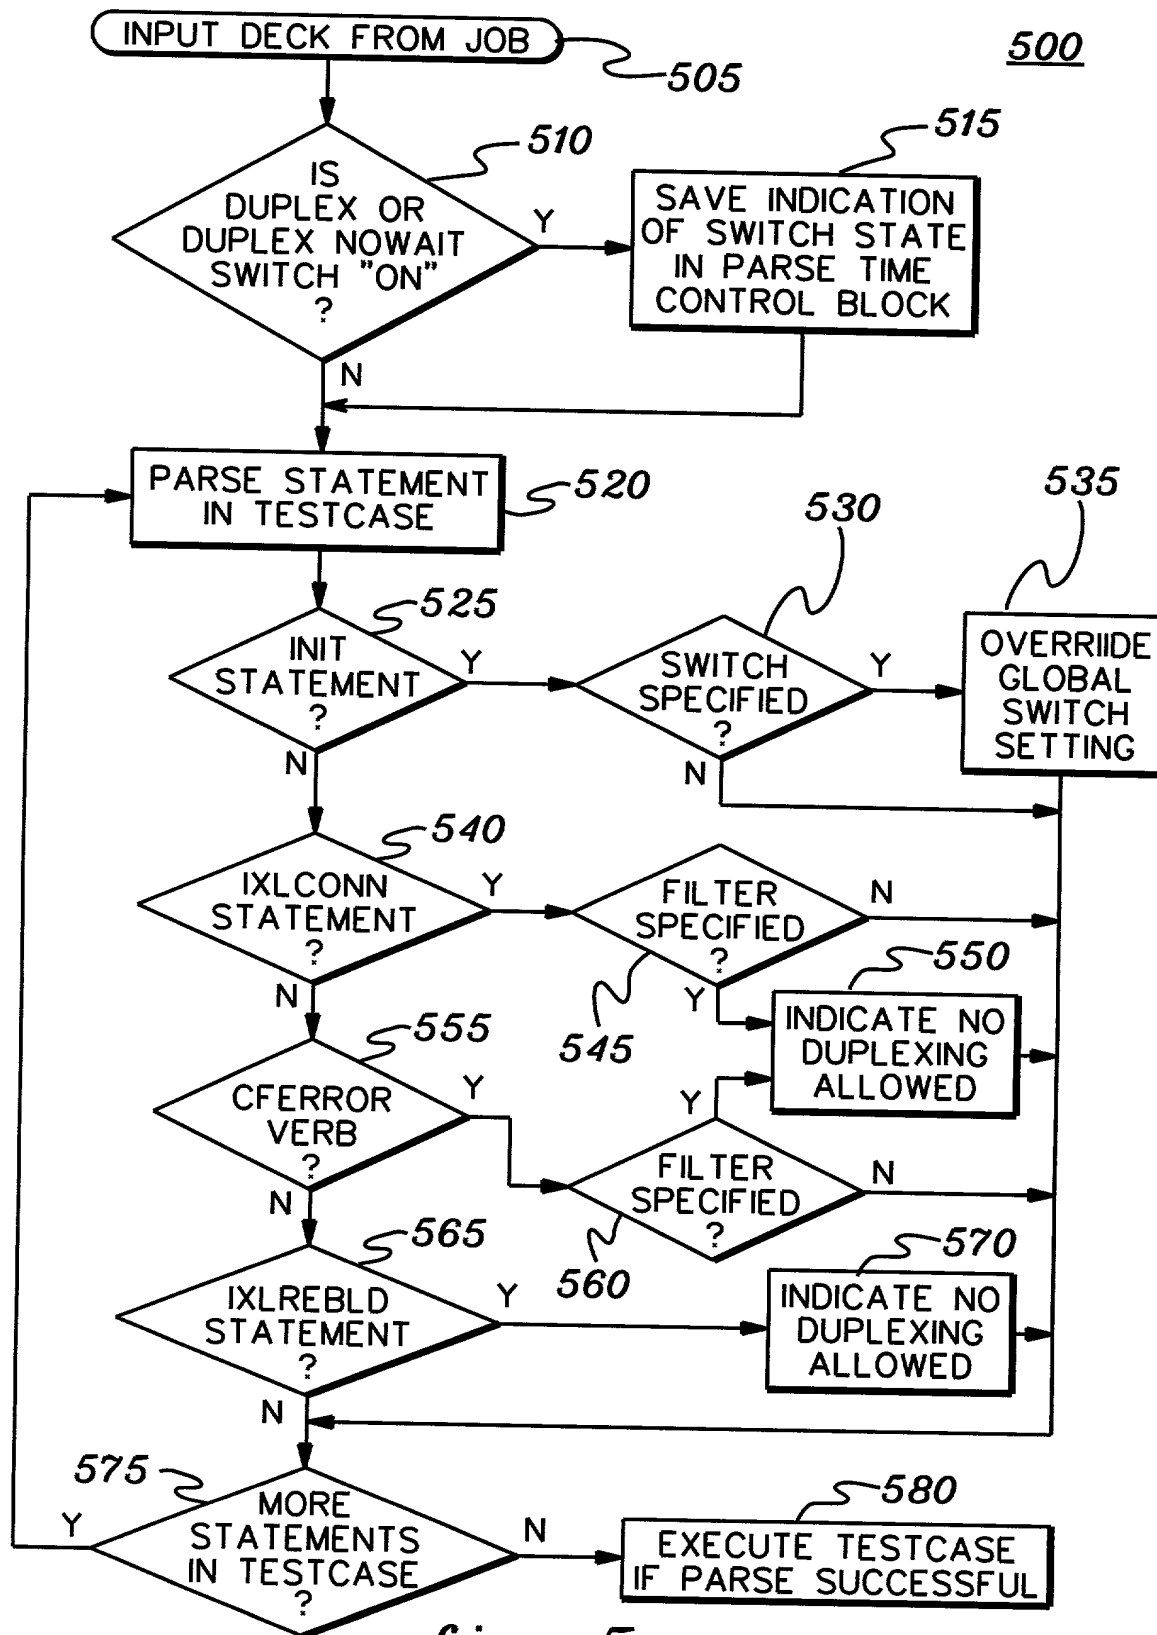 INPUT DECK FROM JOB
505
500
510
IS
DUPLEX OR
DUPLEX NOWAIT
SWITCH "ON"
?
Y
N
515
SAVE INDICATION
OF SWITCH STATE
IN PARSE TIME
CONTROL BLOCK
PARSE STATEMENT
IN TESTCASE
520
525
INIT
STATEMENT
?
Y
N
530
SWITCH
SPECIFIED
?
Y
N
535
OVERRIIDE
GLOBAL
SWITCH
SETTING
540
IXLCONN
STATEMENT
?
Y
N
FILTER
SPECIFIED
?
N
Y
545
550
INDICATE NO
DUPLEXING
ALLOWED
555
CFERROR
VERB
?
Y
N
Y
FILTER
SPECIFIED
?
N
560
565
IXLREBLD
STATEMENT
?
Y
N
570
INDICATE NO
DUPLEXING
ALLOWED
575
MORE
STATEMENTS
IN TESTCASE
?
Y
N
580
EXECUTE TESTCASE
IF PARSE SUCCESSFUL